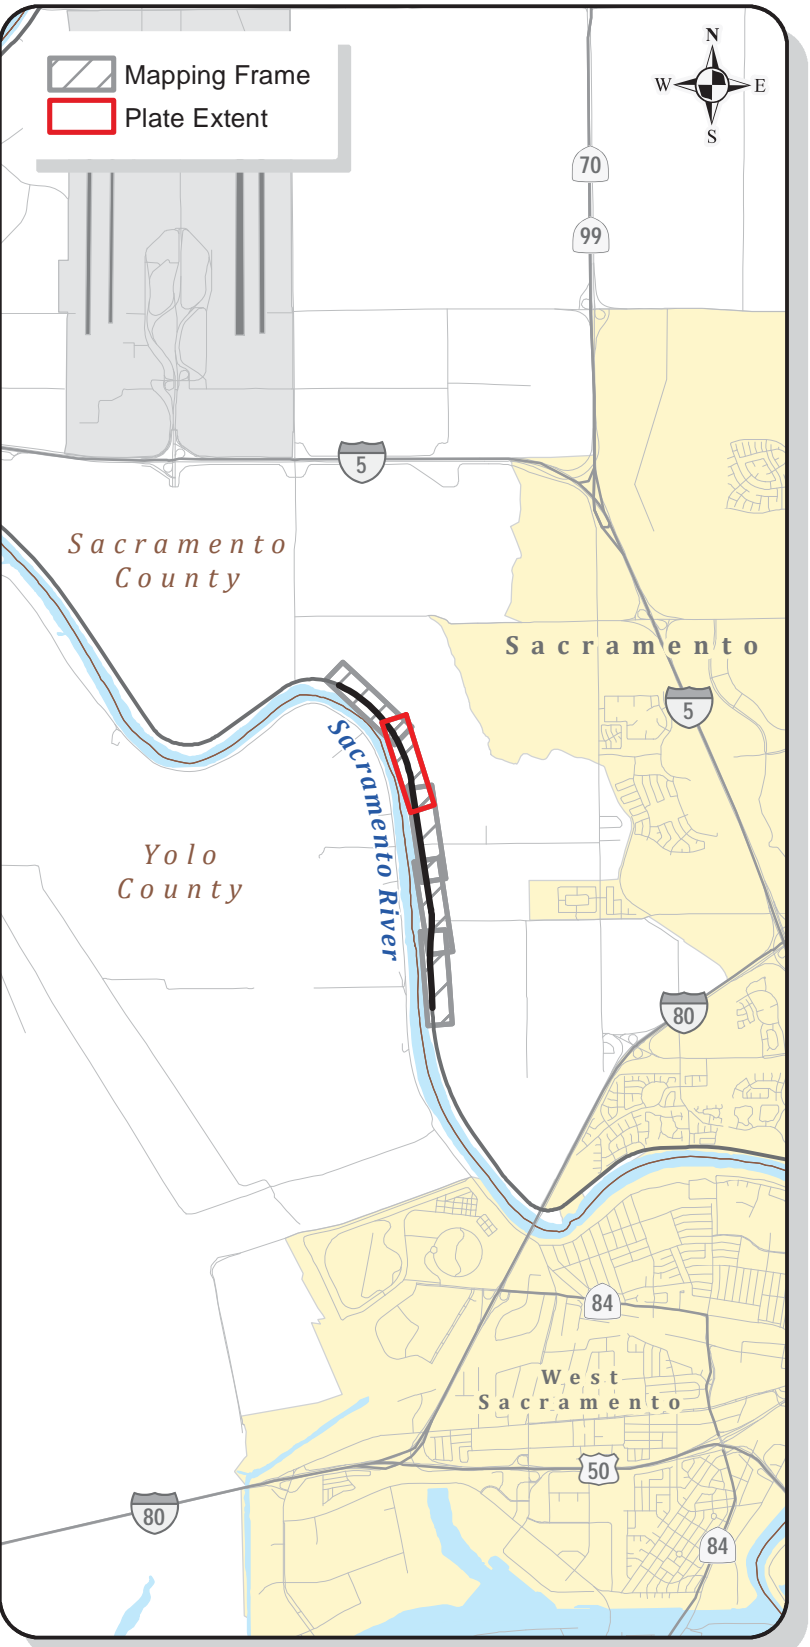 Mapping Frame
Plate Extent
N
W E
S
70
99
5
Sacramento
County
Sacramento
5
Sacramento River
Yolo
County
80
84
West
Sacramento
50
80
84